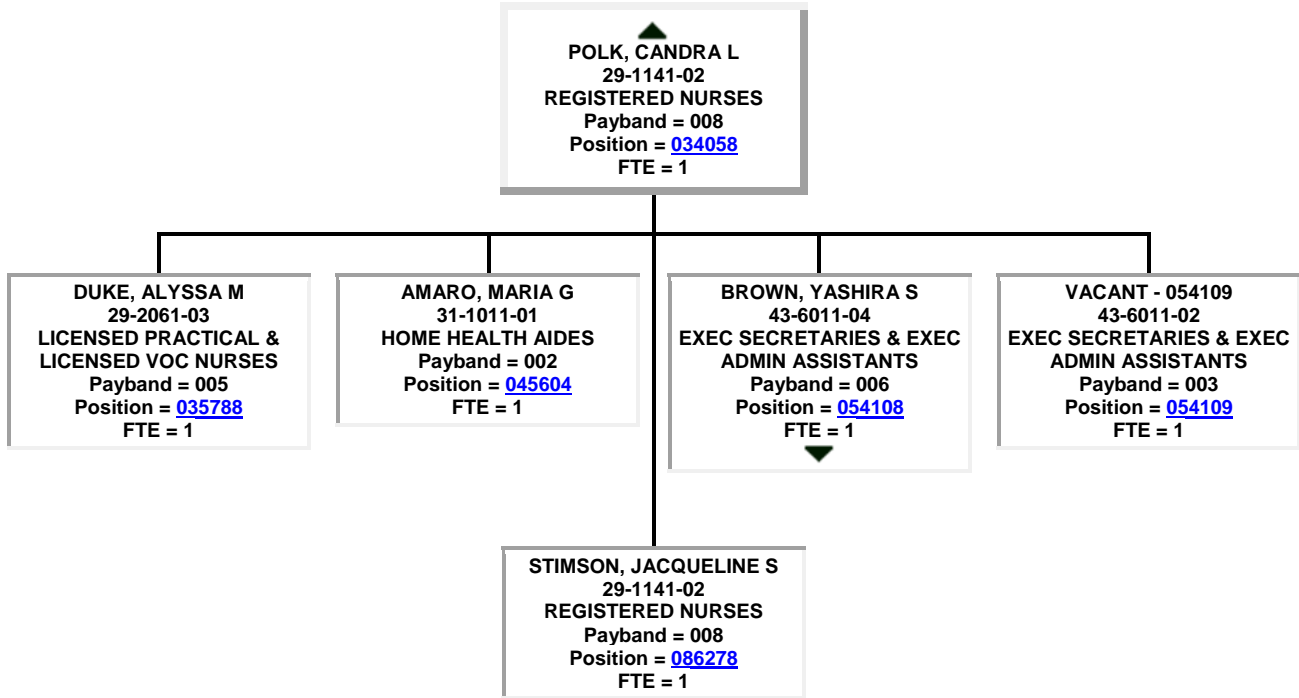 POLK, CANDRA L
29-1141-02
REGISTERED NURSES
Payband = 008
Position = 034058
FTE = 1
DUKE, ALYSSA M
29-2061-03
LICENSED PRACTICAL &
LICENSED VOC NURSES
Payband = 005
Position = 035788
FTE = 1
AMARO, MARIA G
31-1011-01
HOME HEALTH AIDES
Payband = 002
Position = 045604
FTE = 1
BROWN, YASHIRA S
43-6011-04
EXEC SECRETARIES & EXEC
ADMIN ASSISTANTS
Payband = 006
Position = 054108
FTE = 1
VACANT - 054109
43-6011-02
EXEC SECRETARIES & EXEC
ADMIN ASSISTANTS
Payband = 003
Position = 054109
FTE = 1
STIMSON, JACQUELINE S
29-1141-02
REGISTERED NURSES
Payband = 008
Position = 086278
FTE = 1